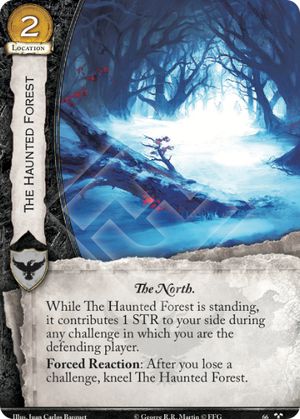 2
LOCATION
THE HAUNTED FOREST
The North.
While The Haunted Forest is standing,
it contributes 1 STR to your side during
any challenge in which you are the
defending player.
Forced Reaction: After you lose a
challenge, kneel The Haunted Forest.
Illus. Juan Carlos Barquet
© George R.R. Martin © FFG
66